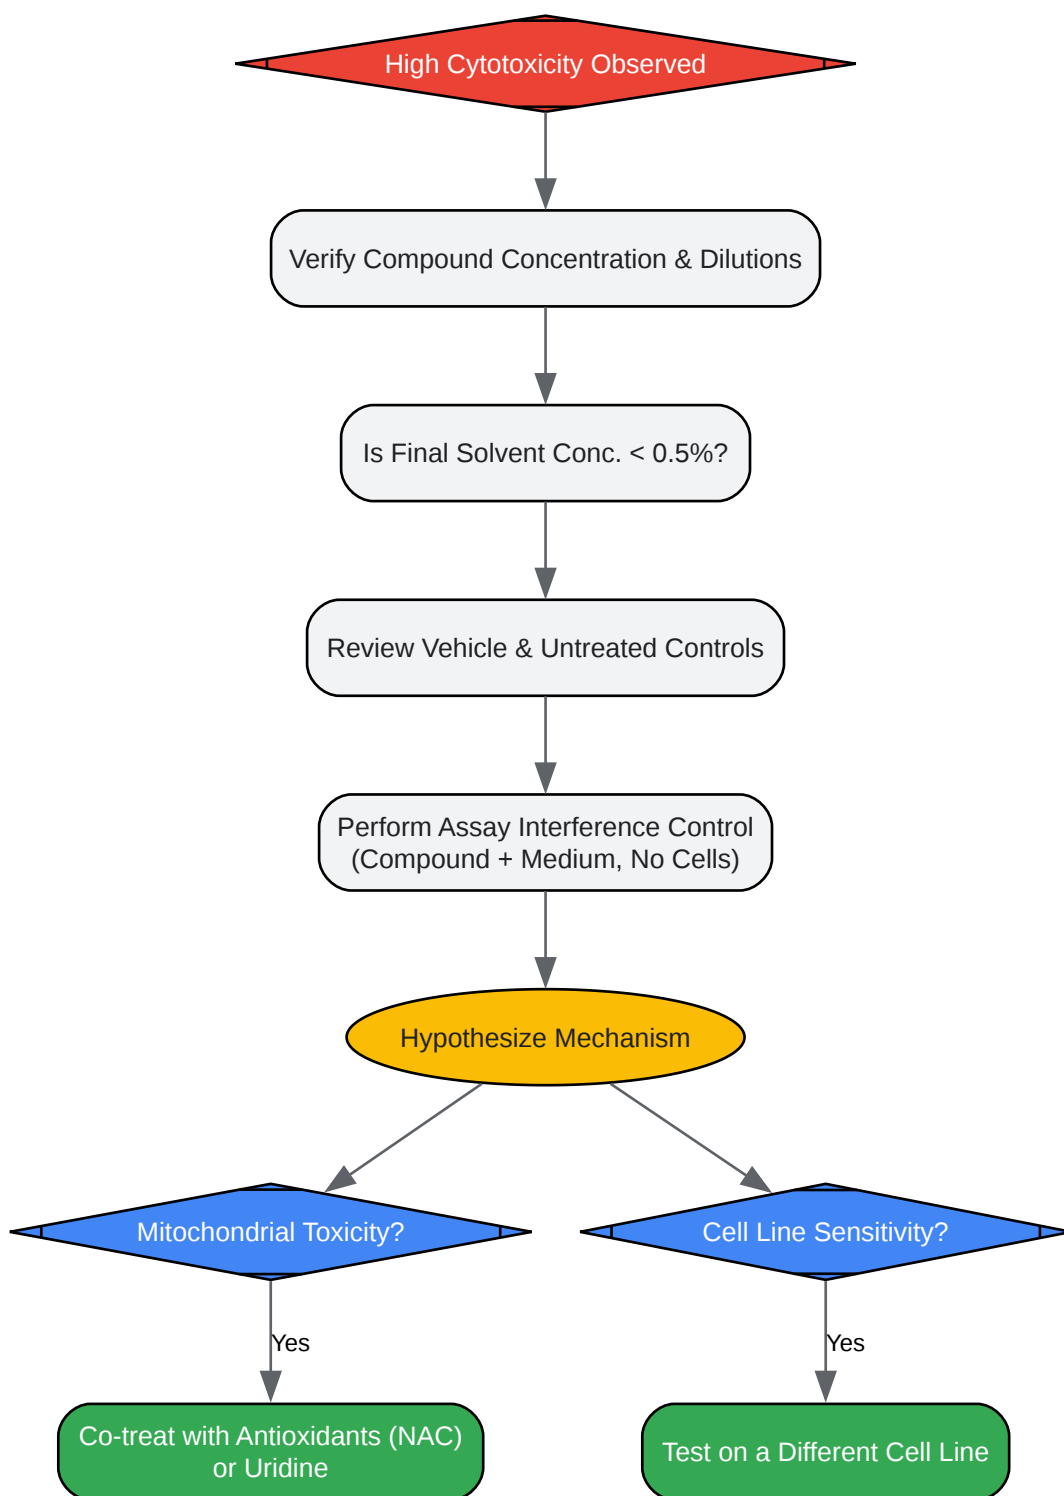 High Cytotoxicity Observed
Verify Compound Concentration & Dilutions
Is Final Solvent Conc. < 0.5%?
Review Vehicle & Untreated Controls
Perform Assay Interference Control
(Compound + Medium, No Cells)
Hypothesize Mechanism
Mitochondrial Toxicity?
Cell Line Sensitivity?
Yes
Yes
Co-treat with Antioxidants (NAC)
or Uridine
Test on a Different Cell Line